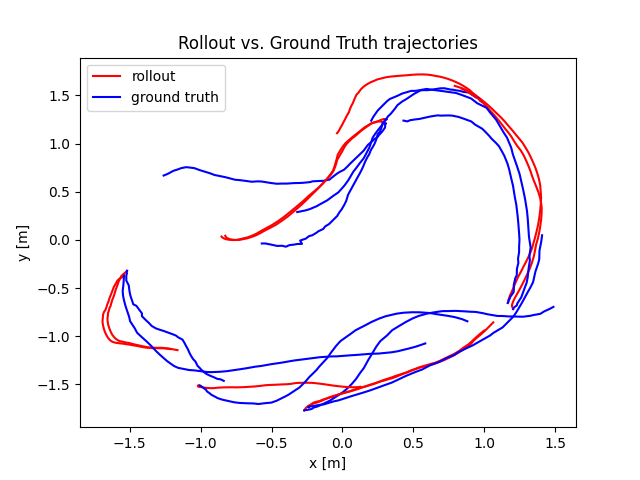 Rollout vs. Ground Truth trajectories
rollout
ground truth
1.5
1.0
0.5
0.0
−0.5
−1.0
−1.5
y [m]
−1.5 −1.0 −0.5 0.0 0.5 1.0 1.5
x [m]